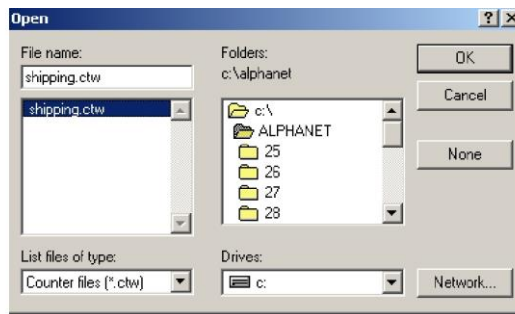 Open
File name:
shipping.ctw
shipping.ctw
List files of type:
Counter files (*.ctw)
Folders:
c:\alphanet
c:\
ALPHANET
25
26
27
28
Drives:
c:
OK
Cancel
None
Network...